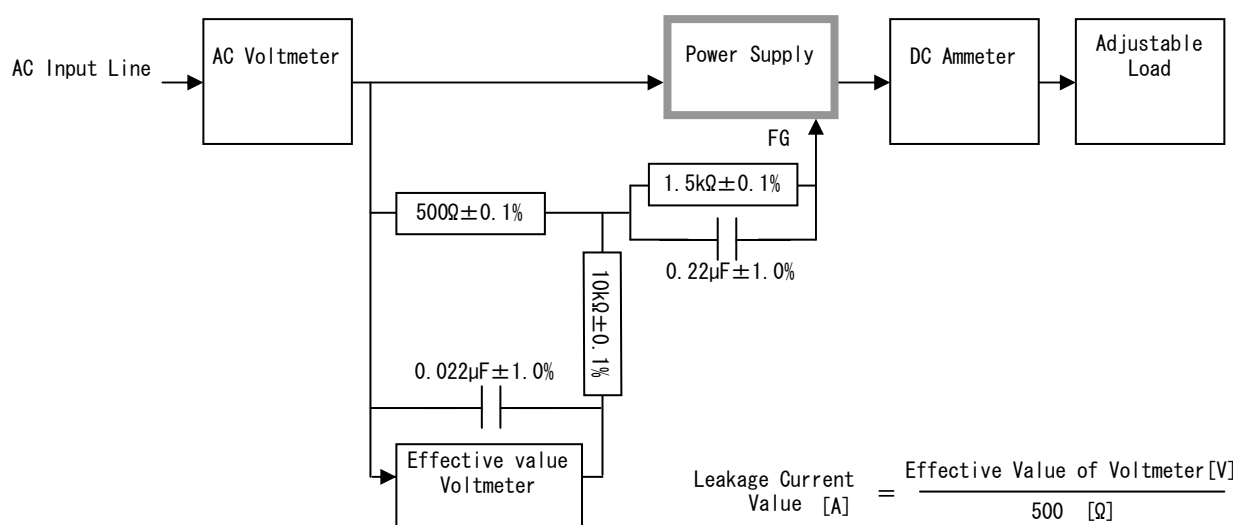 AC Input Line
AC Voltmeter
Power Supply
DC Ammeter
Adjustable
Load
FG
500Ω±0.1%
1.5kΩ±0.1%
0.22μF±1.0%
10kΩ±0.1%
0.022μF±1.0%
Effective value
Voltmeter
Leakage Current
Value [A]
=
Effective Value of Voltmeter[V]
500 [Ω]